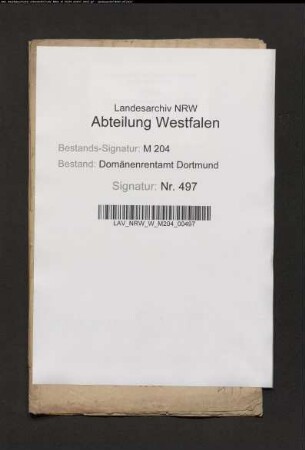 Landesarchiv NRW
Abteilung Westfalen
Bestands-Signatur: M 204
Bestand: Domänenrentamt Dortmund
Signatur: Nr. 497
LAV_NRW_W_M204_00497